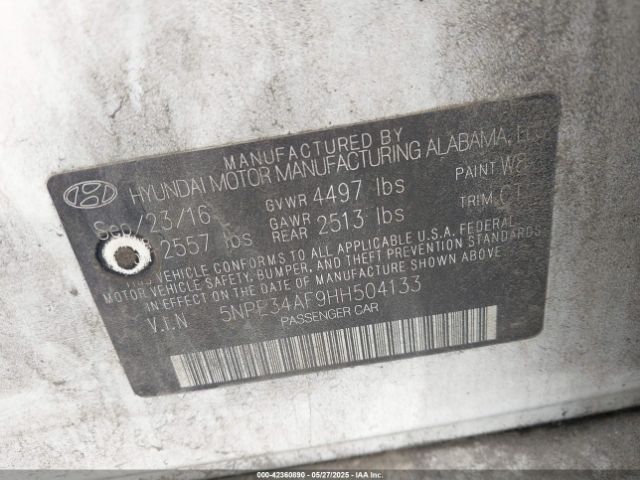 MANUFACTURED BY
HYUNDAI MOTOR MANUFACTURING ALABAMA,
Sep/23/16 GVWR 4497 lbs PAINT W8
2557 lbs GAWR REAR 2513 lbs TRIM
THIS VEHICLE CONFORMS TO ALL APPLICABLE U.S.A. FEDERAL
MOTOR VEHICLE SAFETY, BUMPER, AND THEFT PREVENTION STANDARDS
IN EFFECT ON THE DATE OF MANUFACTURE SHOWN ABOVE
V.I.N 5NPE34AF9HH504133
PASSENGER CAR
000-42360890 - 05/27/2025 - IAA Inc.